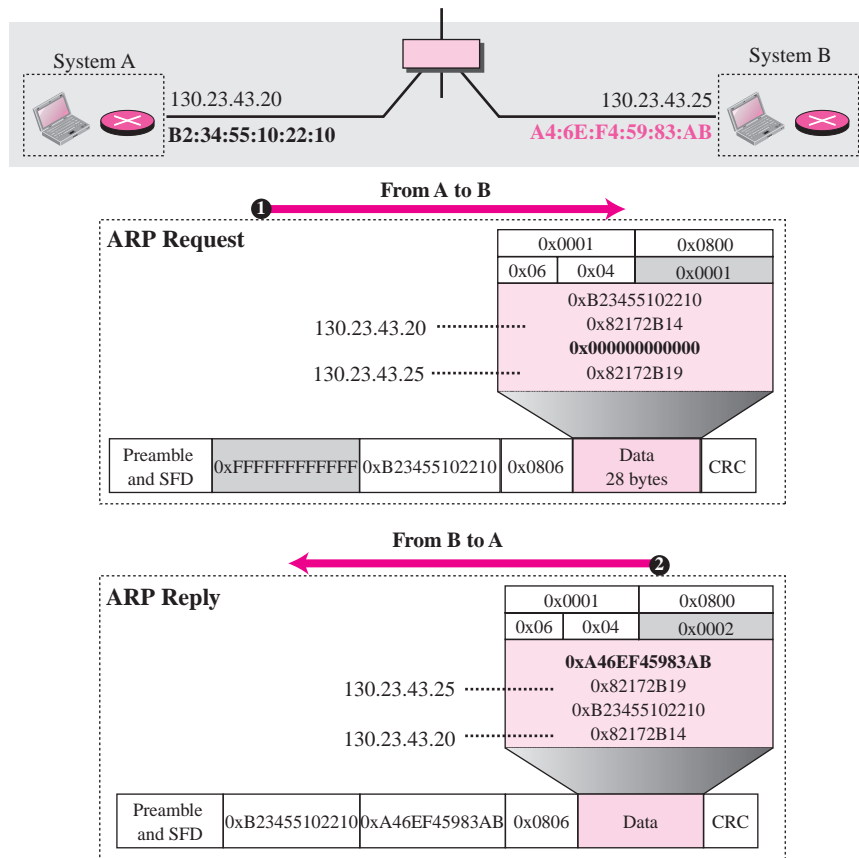 System A
System B
130.23.43.20
130.23.43.25
B2:34:55:10:22:10
A4:6E:F4:59:83:AB
From A to B
1
ARP Request
0x0001 0x0800
0x06 0x04 0x0001
0xB23455102210
130.23.43.20 0x82172B14
0x000000000000
130.23.43.25 0x82172B19
Preamble and SFD 0xFFFFFFFFFFFF 0xB23455102210 0x0806 Data 28 bytes CRC
From B to A
2
ARP Reply
0x0001 0x0800
0x06 0x04 0x0002
0xA46EF45983AB
130.23.43.25 0x82172B19
0xB23455102210
130.23.43.20 0x82172B14
Preamble and SFD 0xB23455102210 0xA46EF45983AB 0x0806 Data CRC